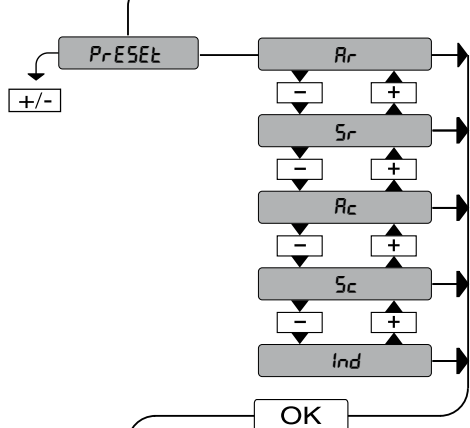 PrESEt
Ar
+/-
- +
Sr
- +
Ac
- +
Sc
- +
Ind
OK